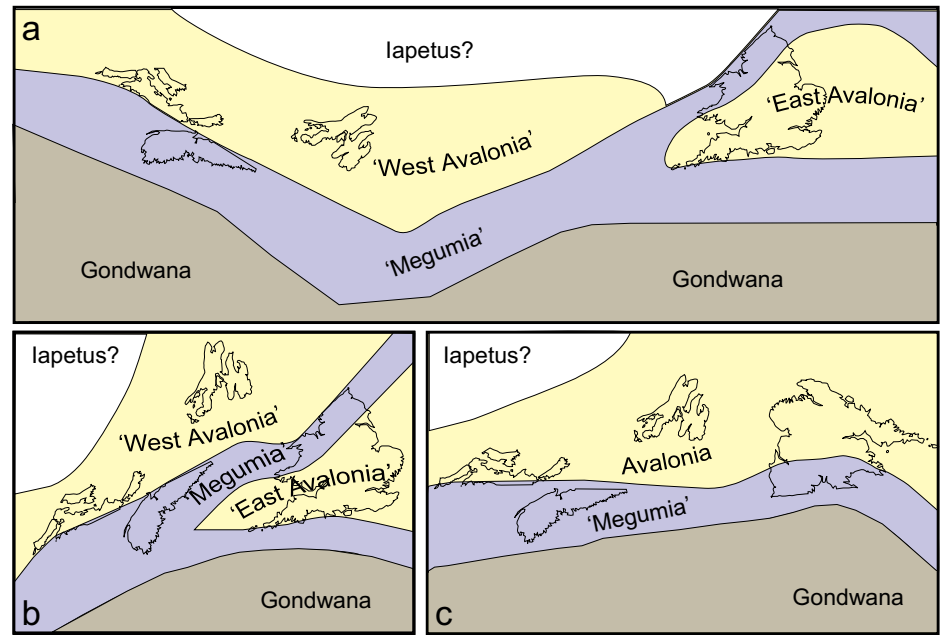 a
Iapetus?
'East Avalonia'
'West Avalonia'
'Megumia'
Gondwana
Gondwana
Iapetus?
'West Avalonia'
'Megumia
'East Avalonia'
Gondwana
b
Iapetus?
Avalonia
'Megumia'
Gondwana
c